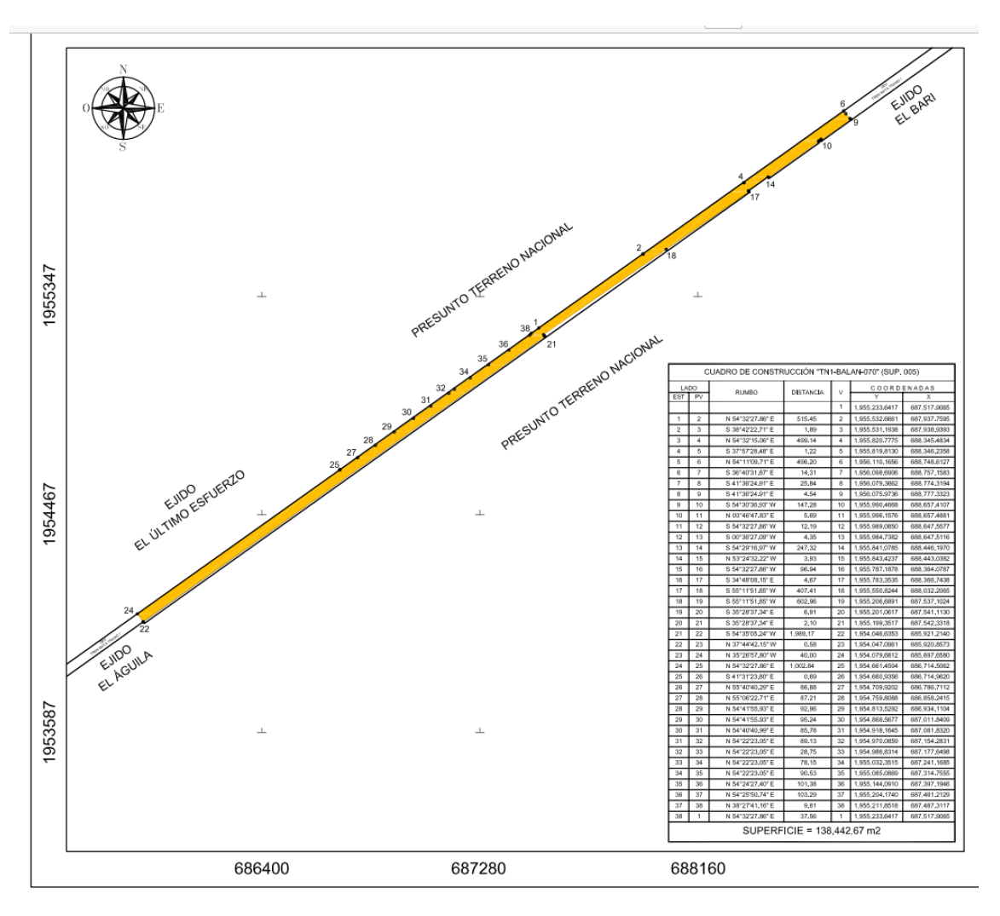 N
NO
NE
O
E
SO
SE
S
6
9
EJIDO
EL BARI
10
4
14
17
2
18
PRESUNTO TERRENO NACIONAL
1
38
21
36
35
34
32
31
30
29
28
27
25
PRESUNTO TERRENO NACIONAL
EJIDO
EL ÚLTIMO ESFUERZO
24
22
EJIDO
EL ÁGUILA
1955347
1954467
1953587
686400
687280
688160
CUADRO DE CONSTRUCCIÓN "TN1-BALAN-070" (SUP. 005)
LADO RUMBO DISTANCIA V COORDENADAS
EST PV Y X
1 1,955,233.6417 687,517.9065
1 2 N 54°32'27.86" E 515.45 2 1,955,532.6661 687,937.7595
2 3 S 38°42'22.71" E 1.89 3 1,955,531.1938 687,938.9393
3 4 N 54°32'15.06" E 499.14 4 1,955,820.7775 688,345.4834
4 5 S 37°57'28.48" E 1.22 5 1,955,819.8130 688,346.2358
5 6 N 54°11'09.71" E 496.20 6 1,956,110.1656 688,748.6127
6 7 S 36°40'31.87" E 14.31 7 1,956,098.6906 688,757.1583
7 8 S 41°36'24.91" E 25.84 8 1,956,079.3662 688,774.3194
8 9 S 41°36'24.91" E 4.54 9 1,956,075.9736 688,777.3323
9 10 S 54°30'36.93" W 147.28 10 1,955,990.4668 688,657.4107
10 11 N 00°46'47.83" E 5.69 11 1,955,996.1576 688,657.4881
11 12 S 54°32'27.86" W 12.19 12 1,955,989.0850 688,647.5577
12 13 S 00°36'27.09" W 4.35 13 1,955,984.7382 688,647.5116
13 14 S 54°29'16.97" W 247.32 14 1,955,841.0785 688,446.1970
14 15 N 53°24'32.22" W 3.93 15 1,955,843.4237 688,443.0382
15 16 S 54°32'27.86" W 96.94 16 1,955,787.1878 688,364.0787
16 17 S 34°48'08.15" E 4.67 17 1,955,783.3535 688,366.7438
17 18 S 55°11'51.85" W 407.41 18 1,955,550.8244 688,032.2065
18 19 S 55°11'51.85" W 602.96 19 1,955,206.6891 687,537.1024
19 20 S 35°28'37.34" E 6.91 20 1,955,201.0617 687,541.1130
20 21 S 35°28'37.34" E 2.10 21 1,955,199.3517 687,542.3318
21 22 S 54°35'05.24" W 1,989.17 22 1,954,046.6353 685,921.2140
22 23 N 37°44'42.15" W 0.58 23 1,954,047.0961 685,920.8573
23 24 N 35°26'57.80" W 40.00 24 1,954,079.6812 685,897.6580
24 25 N 54°32'27.86" E 1,002.84 25 1,954,661.4504 686,714.5062
25 26 S 41°31'23.80" E 0.69 26 1,954,660.9356 686,714.9620
26 27 N 55°40'40.29" E 86.88 27 1,954,709.9202 686,786.7112
27 28 N 55°06'22.71" E 87.21 28 1,954,759.8088 686,858.2415
28 29 N 54°41'55.93" E 92.96 29 1,954,813.5292 686,934.1104
29 30 N 54°41'55.93" E 95.24 30 1,954,868.5677 687,011.8409
30 31 N 54°40'40.99" E 85.78 31 1,954,918.1645 687,081.8320
31 32 N 54°22'23.05" E 89.13 32 1,954,970.0859 687,154.2831
32 33 N 54°22'23.05" E 28.75 33 1,954,986.8314 687,177.6498
33 34 N 54°22'23.05" E 78.15 34 1,955,032.3515 687,241.1685
34 35 N 54°22'23.05" E 90.53 35 1,955,085.0869 687,314.7555
35 36 N 54°24'27.40" E 101.38 36 1,955,144.0910 687,397.1946
36 37 N 54°25'50.74" E 103.29 37 1,955,204.1740 687,481.2129
37 38 N 38°27'41.16" E 9.81 38 1,955,211.8518 687,487.3117
38 1 N 54°32'27.86" E 37.56 1 1,955,233.6417 687,517.9065
SUPERFICIE = 138,442.67 m2